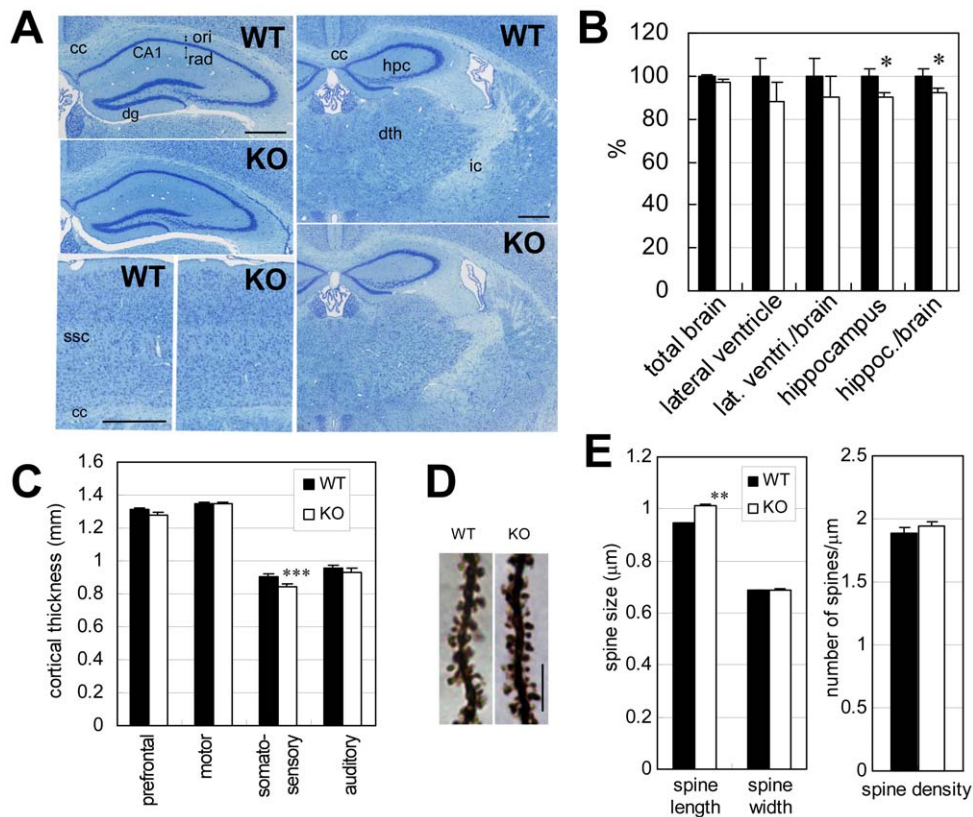 A
cc
CA1
ori
rad
WT
dg
KO
WT
KO
ssc
cc
WT
cc
hpc
dth
ic
KO
B
120
100
80
60
40
20
0
%
*
*
total brain
lateral ventricle
lat. ventri./brain
hippocampus
hippoc./brain
C
1.6
1.4
1.2
1
0.8
0.6
0.4
0.2
0
cortical thickness (mm)
WT
KO
***
prefrontal
motor
somato-
sensory
auditory
D
WT
KO
E
1.2
1
0.8
0.6
0.4
0.2
0
spine size (μm)
WT
KO
**
spine
length
spine
width
2.5
2
1.5
1
0.5
0
number of spines/μm
spine density